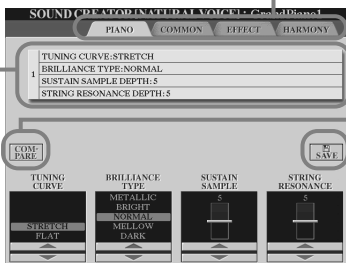 SOUND CREATOR [NATURAL VOICE] : GrandPiano1
PIANO COMMON EFFECT HARMONY
TUNING CURVE:STRETCH
1 BRILLIANCE TYPE:NORMAL
SUSTAIN SAMPLE DEPTH:5
STRING RESONANCE DEPTH:5
COM-
PARE
SAVE
TUNING CURVE BRILLIANCE TYPE SUSTAIN SAMPLE STRING RESONANCE
METALLIC 5 5
BRIGHT
NORMAL
STRETCH MELLOW
FLAT DARK